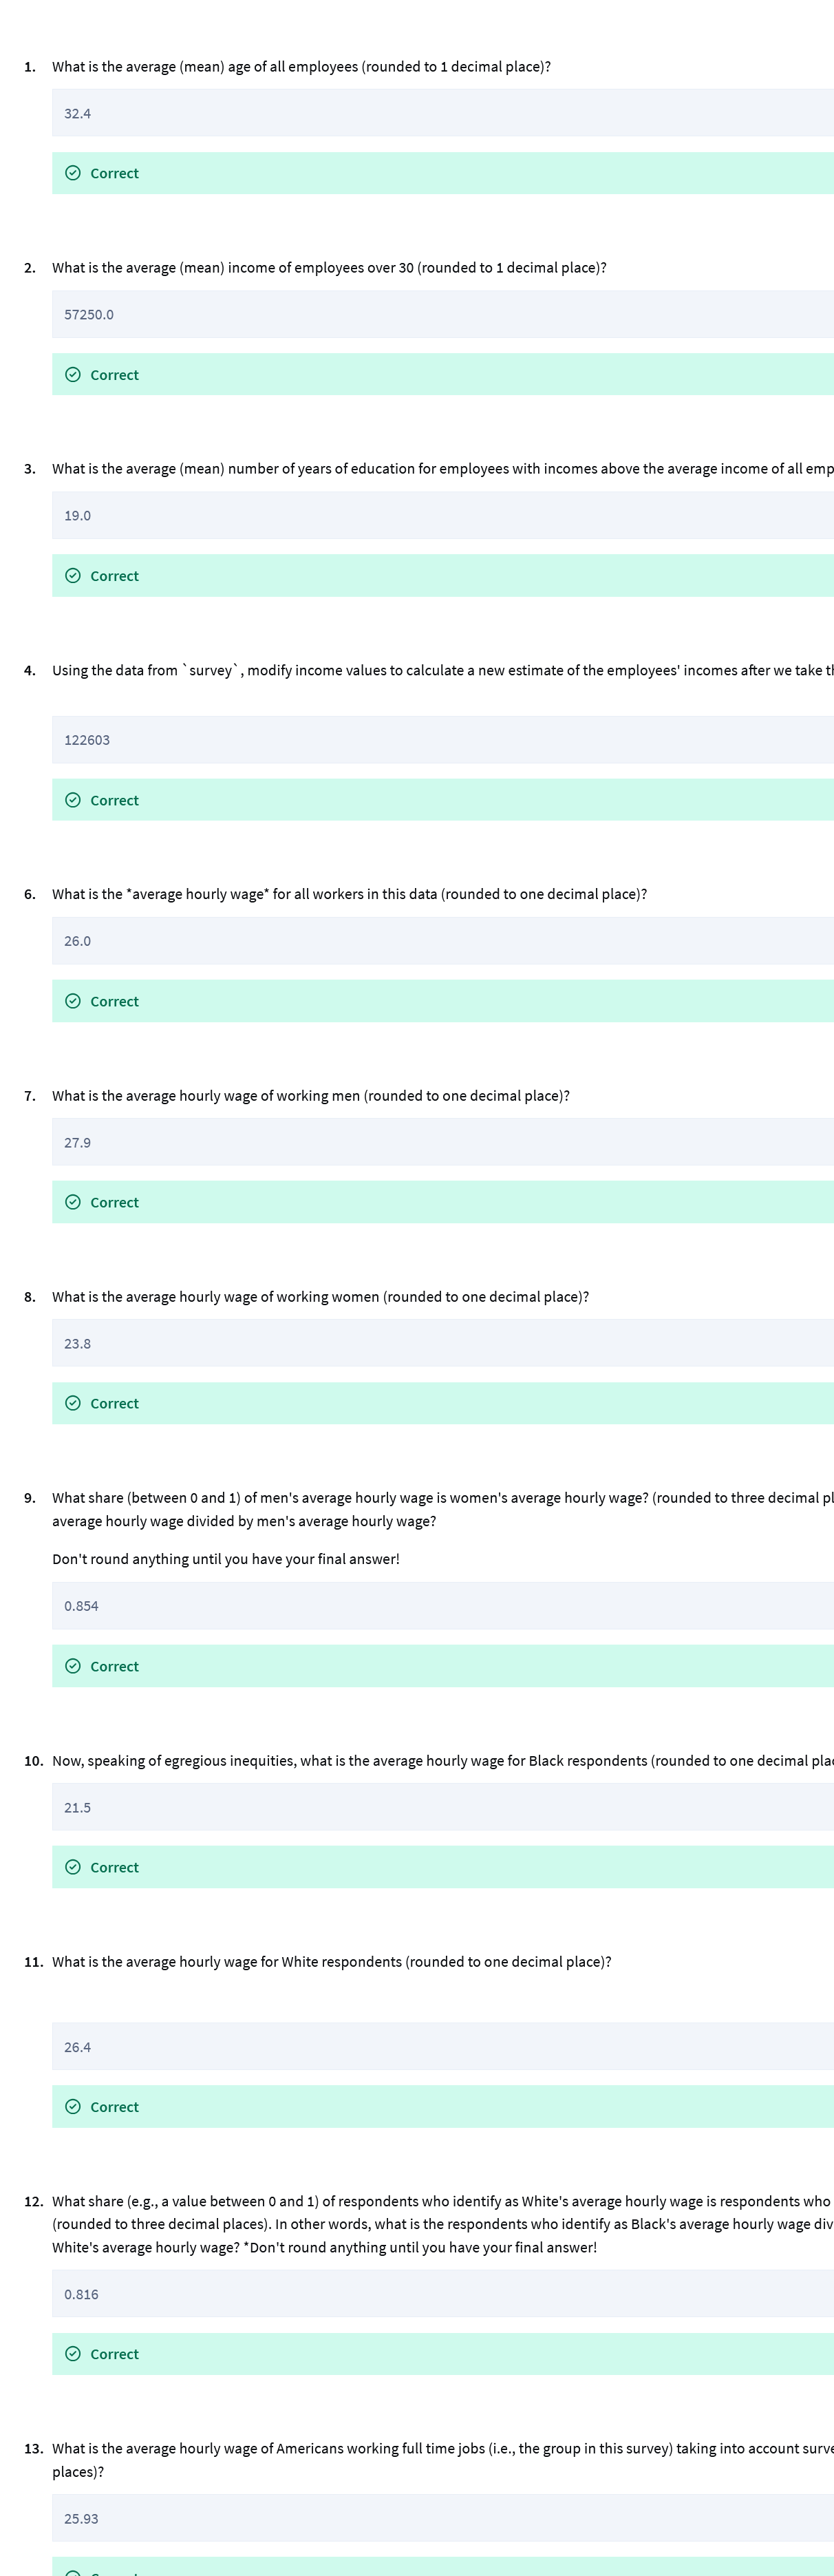 1. What is the average (mean) age of all employees (rounded to 1 decimal place)?
32.4
Correct
2. What is the average (mean) income of employees over 30 (rounded to 1 decimal place)?
57250.0
Correct
3. What is the average (mean) number of years of education for employees with incomes above the average income of all emp
19.0
Correct
4. Using the data from `survey`, modify income values to calculate a new estimate of the employees' incomes after we take th
122603
Correct
6. What is the *average hourly wage* for all workers in this data (rounded to one decimal place)?
26.0
Correct
7. What is the average hourly wage of working men (rounded to one decimal place)?
27.9
Correct
8. What is the average hourly wage of working women (rounded to one decimal place)?
23.8
Correct
9. What share (between 0 and 1) of men's average hourly wage is women's average hourly wage? (rounded to three decimal pl
average hourly wage divided by men's average hourly wage?
Don't round anything until you have your final answer!
0.854
Correct
10. Now, speaking of egregious inequities, what is the average hourly wage for Black respondents (rounded to one decimal plac
21.5
Correct
11. What is the average hourly wage for White respondents (rounded to one decimal place)?
26.4
Correct
12. What share (e.g., a value between 0 and 1) of respondents who identify as White's average hourly wage is respondents who
(rounded to three decimal places). In other words, what is the respondents who identify as Black's average hourly wage div
White's average hourly wage? *Don't round anything until you have your final answer!
0.816
Correct
13. What is the average hourly wage of Americans working full time jobs (i.e., the group in this survey) taking into account surve
places)?
25.93